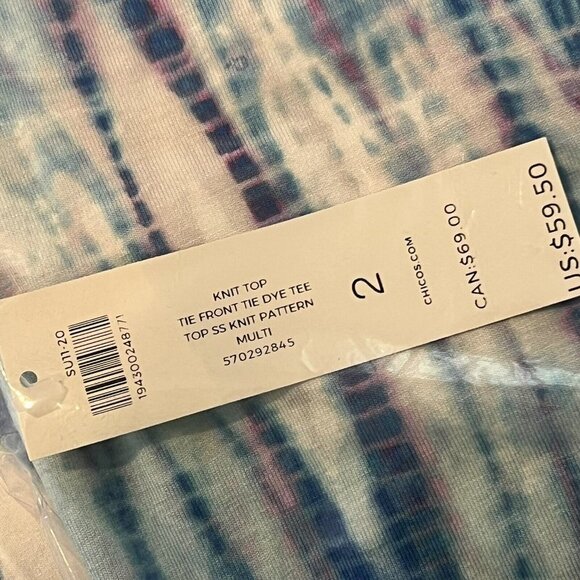 SU11-20
194300248771
KNIT TOP
TIE FRONT TIE DYE TEE
TOP SS KNIT PATTERN
MULTI
570292845
2
CHICOS.COM
CAN:$69.00
US:$59.50